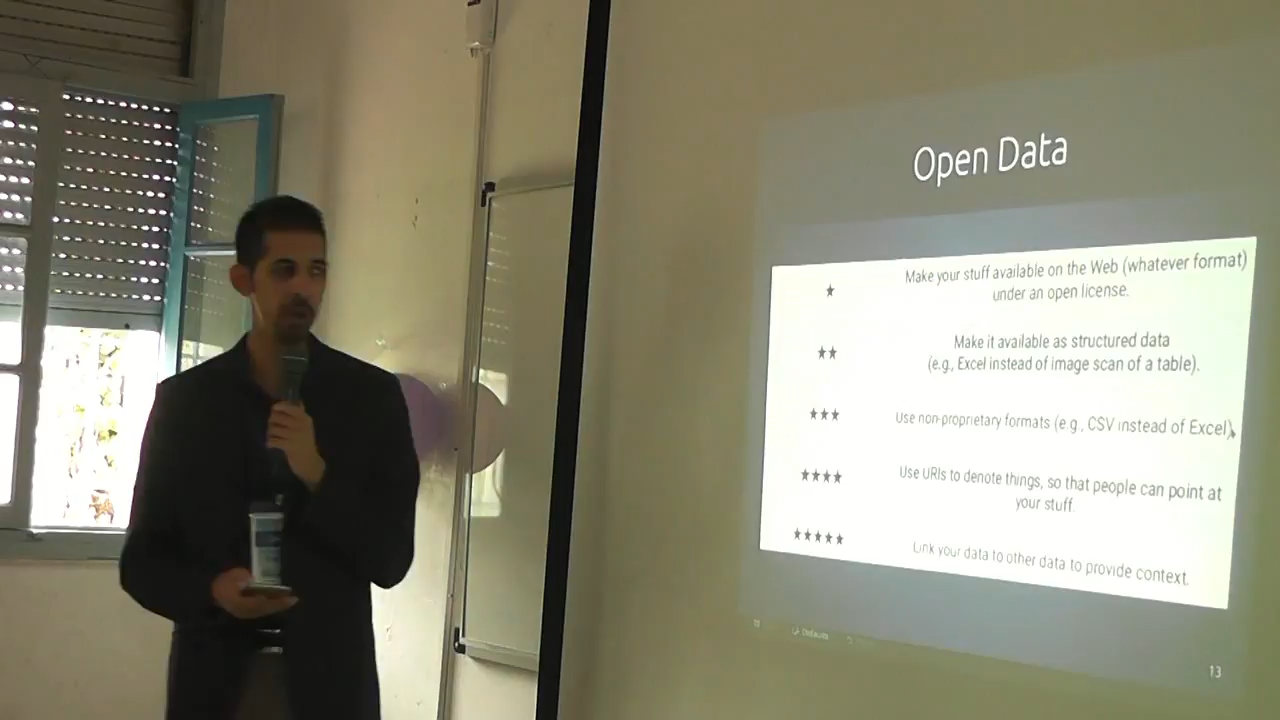 Open Data
★ Make your stuff available on the Web (whatever format)
under an open license.
★★ Make it available as structured data
(e.g., Excel instead of image scan of a table).
★★★ Use non-proprietary formats (e.g., CSV instead of Excel)
★★★★ Use URIs to denote things, so that people can point at
your stuff.
★★★★★ Link your data to other data to provide context.
13